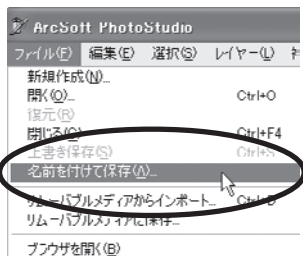 ArcSoft PhotoStudio
ファイル(F) 編集(E) 選択(S) レイヤー(L)
新規作成(N)...
開く(O)... Ctrl+O
復元(R)
閉じる(C) Ctrl+F4
上書き保存(S) Ctrl+S
名前を付けて保存(A)...
リムーバブルメディアからインポート... Ctrl+D
リムーバブルメディアに保存...
ブラウザを開く(B)